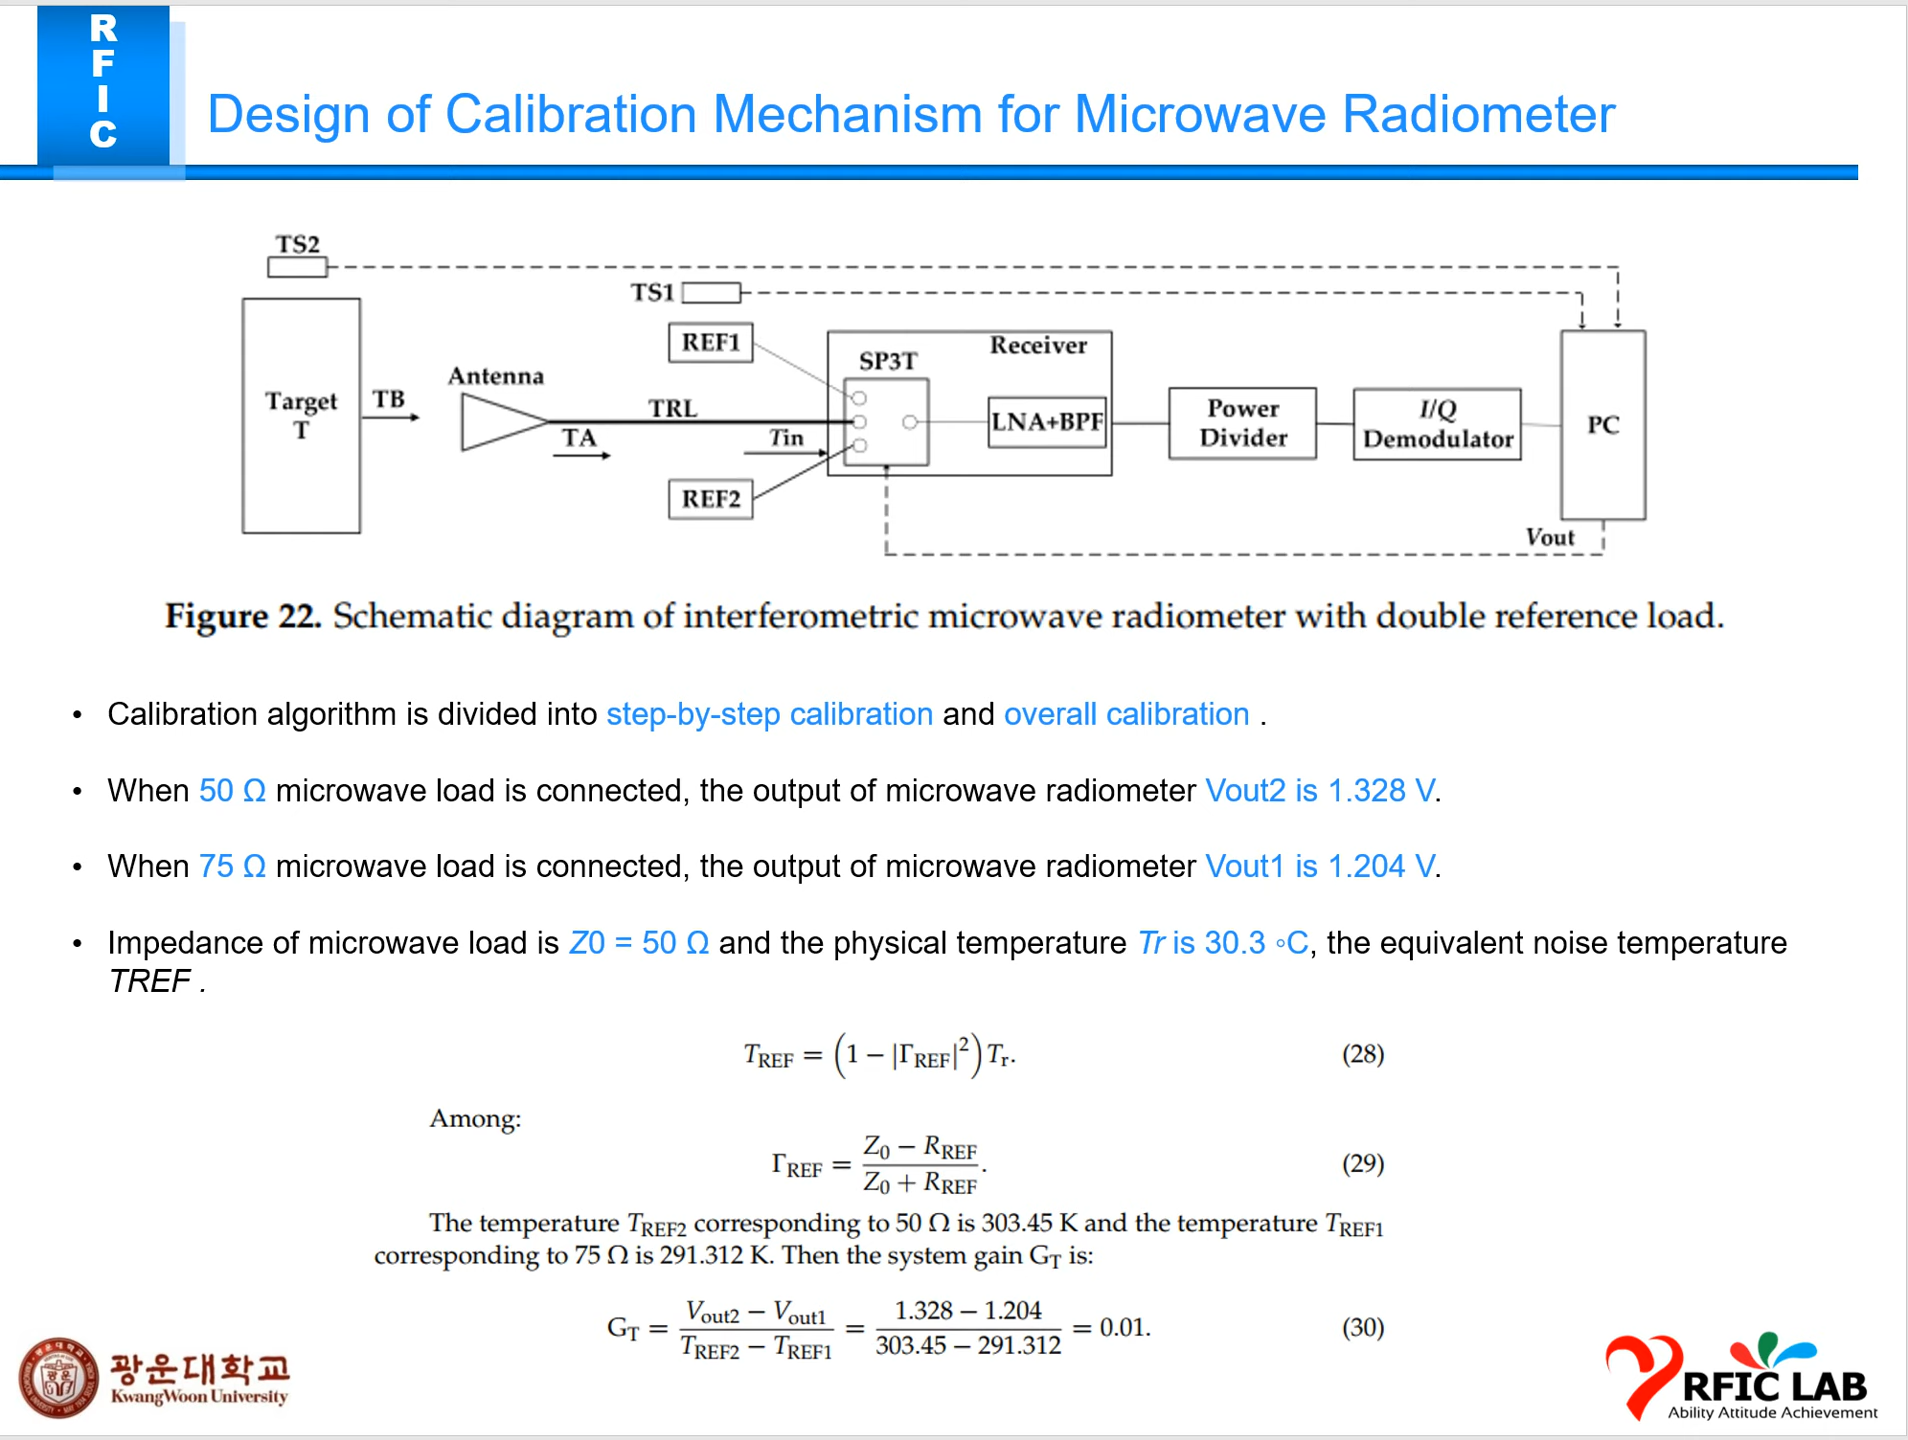 R
F
I
C
Design of Calibration Mechanism for Microwave Radiometer
TS2
TS1
REF1
Receiver
SP3T
Antenna
Target
T
TB
TRL
TA
Tin
LNA+BPF
Power
Divider
I/Q
Demodulator
PC
REF2
Vout
Figure 22. Schematic diagram of interferometric microwave radiometer with double reference load.
• Calibration algorithm is divided into step-by-step calibration and overall calibration .
• When 50 Ω microwave load is connected, the output of microwave radiometer Vout2 is 1.328 V.
• When 75 Ω microwave load is connected, the output of microwave radiometer Vout1 is 1.204 V.
• Impedance of microwave load is Z0 = 50 Ω and the physical temperature Tr is 30.3 ∘C, the equivalent noise temperature
TREF .
T_REF = (1 − |Γ_REF|²) T_r. (28)
Among:
Γ_REF = (Z_0 − R_REF) / (Z_0 + R_REF). (29)
The temperature T_REF2 corresponding to 50 Ω is 303.45 K and the temperature T_REF1
corresponding to 75 Ω is 291.312 K. Then the system gain G_T is:
G_T = (V_out2 − V_out1) / (T_REF2 − T_REF1) = (1.328 − 1.204) / (303.45 − 291.312) = 0.01. (30)
광운대학교
KwangWoon University
RFIC LAB
Ability Attitude Achievement